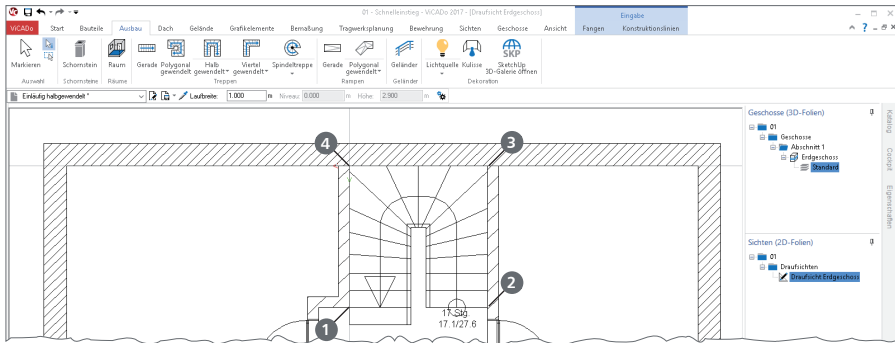 01 - Schnelleinstieg - ViCADo 2017 - [Draufsicht Erdgeschoss]
Eingabe
ViCADo Start Bauteile Ausbau Dach Gelände Grafikelemente Bemaßung Tragwerksplanung Bewehrung Sichten Geschosse Ansicht Fangen Konstruktionslinien
Markieren Schornstein Raum Gerade Polygonal gewendelt Halb gewendelt Viertel gewendelt Spindeltreppe Gerade Polygonal gewendelt Geländer Lichtquelle Kulisse SKP SketchUp 3D-Galerie öffnen
Auswahl Schornsteine Räume Treppen Rampen Geländer Dekoration
Einläutig halbgewendelt * Laufbreite: 1.000 m Niveau: 0.000 m Höhe: 2.900 m
Geschosse (3D-Folien)
01
Geschosse
Abschnitt 1
Erdgeschoss
Standard
Katalog
Cockpit
Eigenschaften
Sichten (2D-Folien)
01
Draufsichten
Draufsicht Erdgeschoss
4
3
2
1
17 Stg.
17.1/27.6